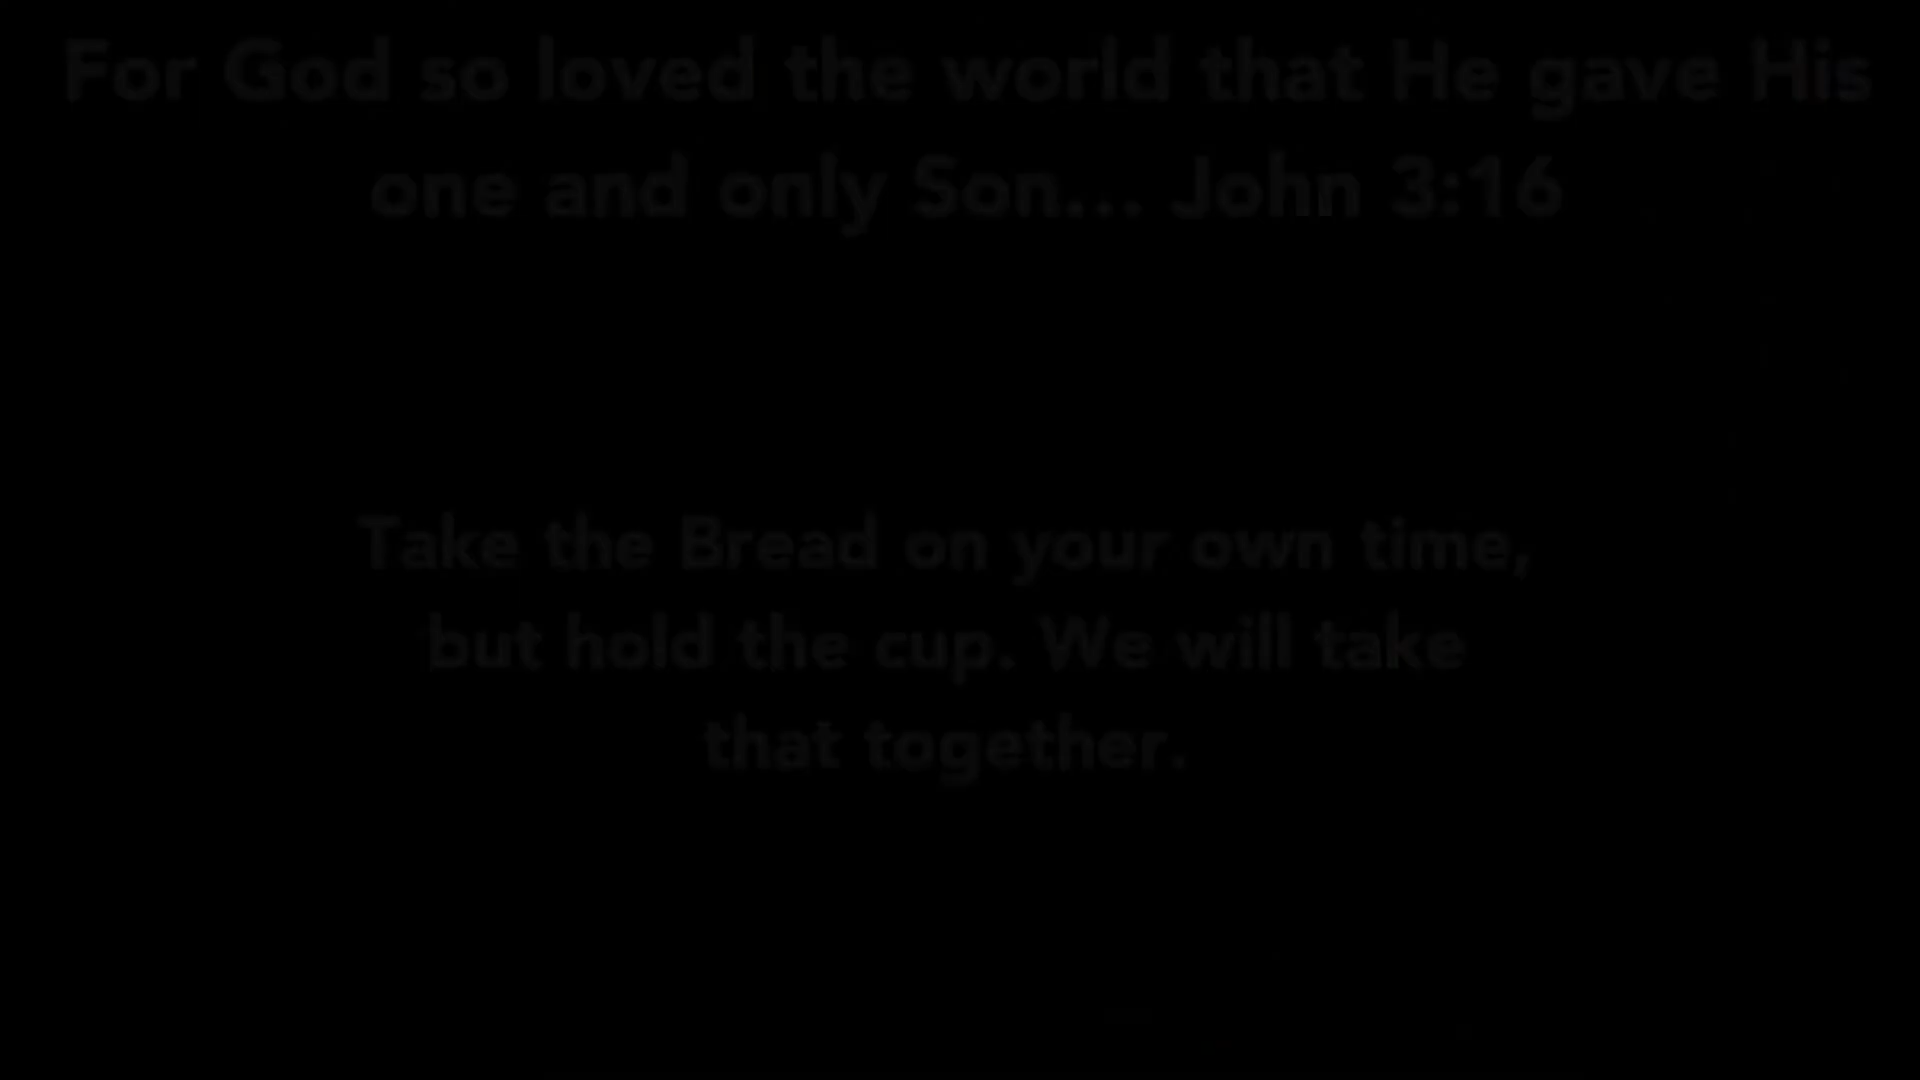 For God so loved the world that He gave His
one and only Son... John 3:16
Take the Bread on your own time,
but hold the cup. We will take
that together.